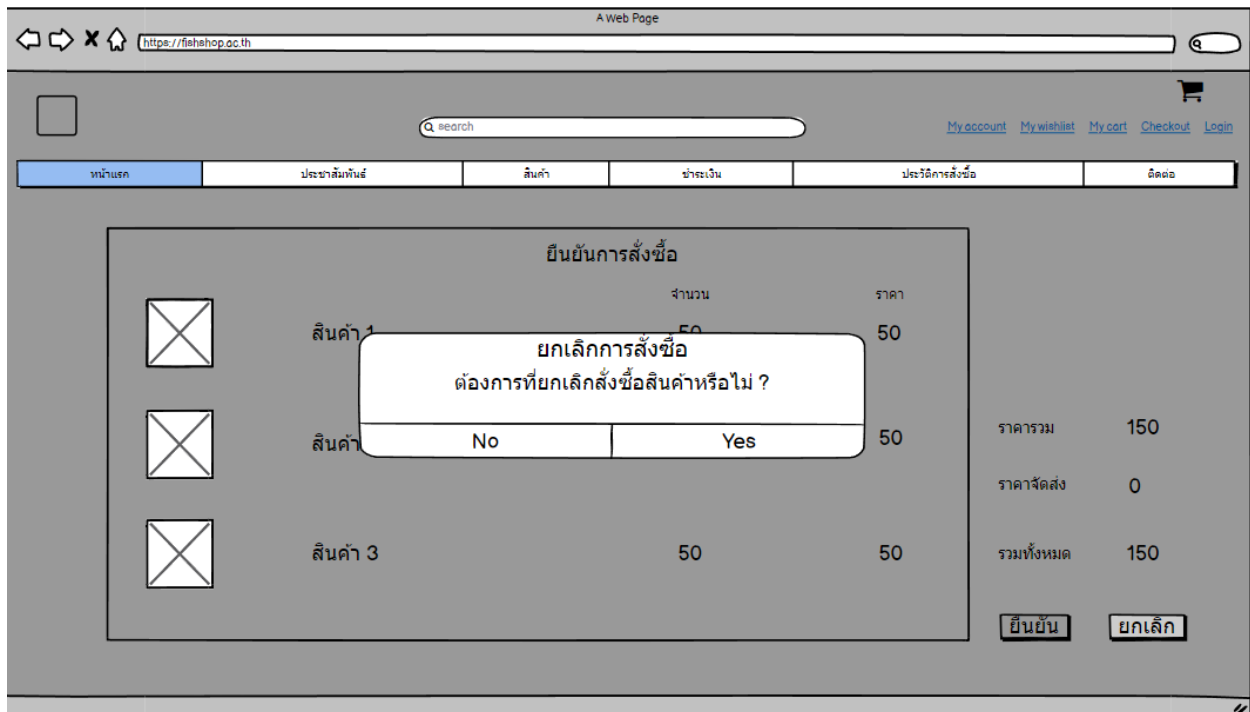 A Web Page
https://fishshop.ac.th
search
My account My wishlist My cart Checkout Login
หน้าแรก ประชาสัมพันธ์ สินค้า ชำระเงิน ประวัติการสั่งซื้อ ติดต่อ
ยืนยันการสั่งซื้อ
จำนวน ราคา
สินค้า 1 50 50
ยกเลิกการสั่งซื้อ
ต้องการที่ยกเลิกสั่งซื้อสินค้าหรือไม่ ?
No Yes
สินค้า 50
ราคารวม 150
ราคาจัดส่ง 0
สินค้า 3 50 50
รวมทั้งหมด 150
ยืนยัน ยกเลิก